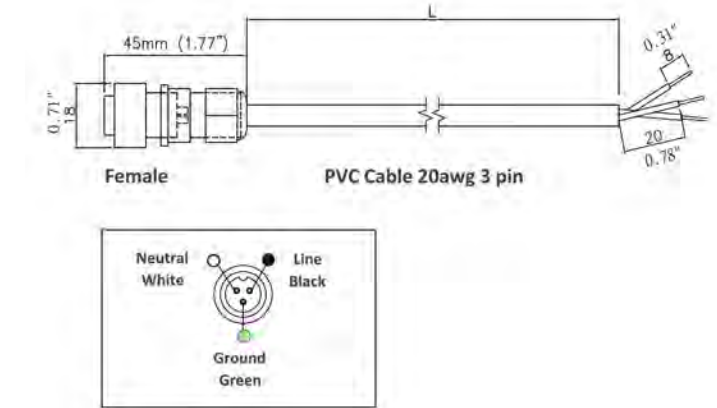 L
45mm (1.77")
0.31"
8
0.71"
18
20
0.78"
Female
PVC Cable 20awg 3 pin
Neutral
White
Line
Black
Ground
Green